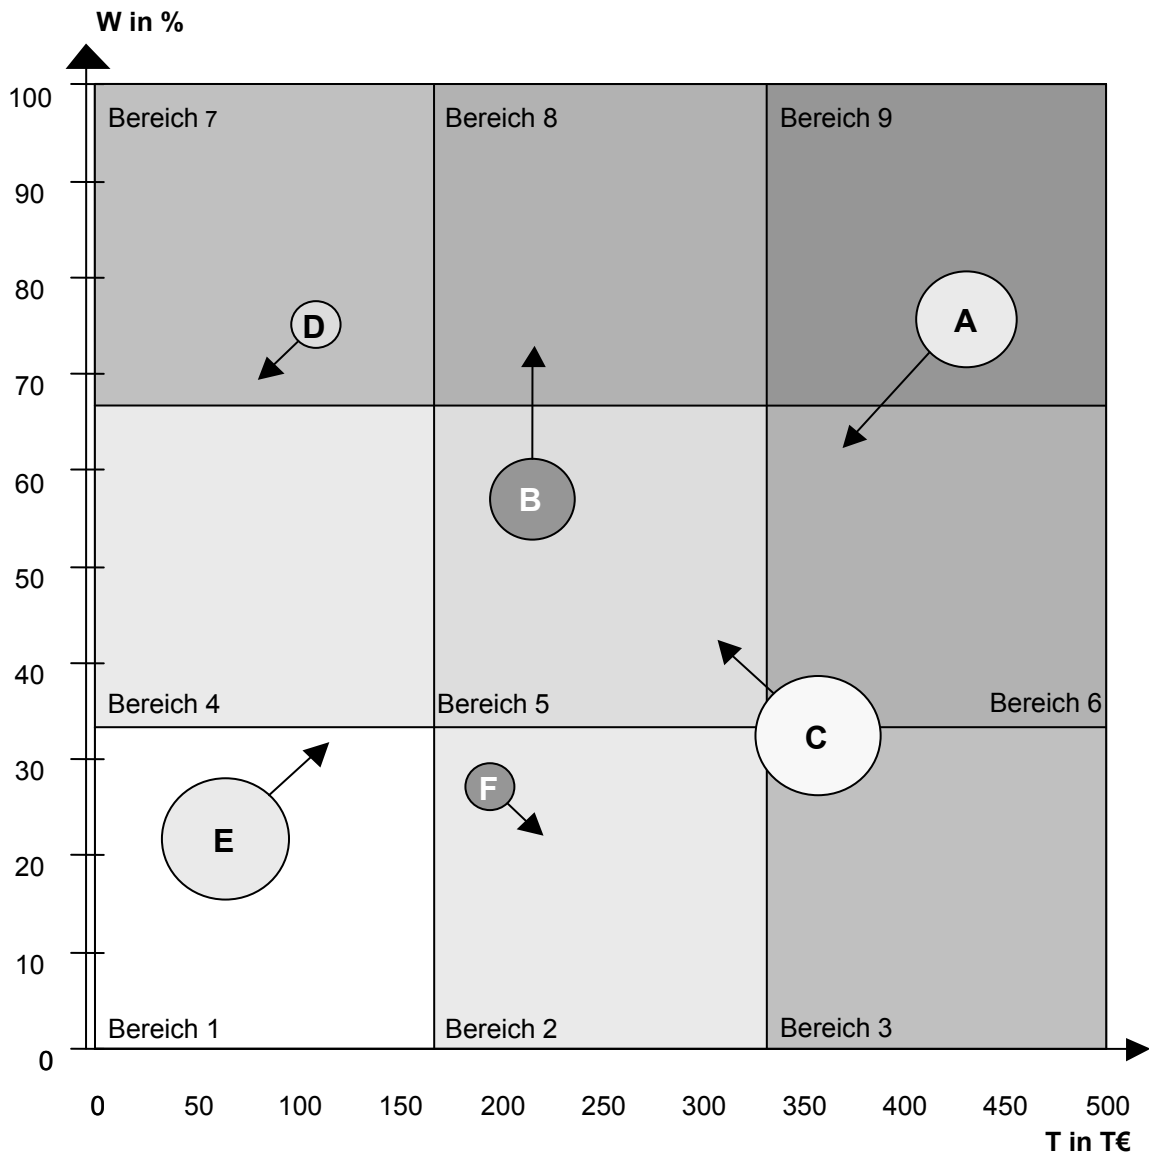 W in %
100
Bereich 7
Bereich 8
Bereich 9
90
80
D
A
70
60
B
50
40
Bereich 4
Bereich 5
Bereich 6
C
30
F
E
20
10
Bereich 1
Bereich 2
Bereich 3
0
0 50 100 150 200 250 300 350 400 450 500
T in T€